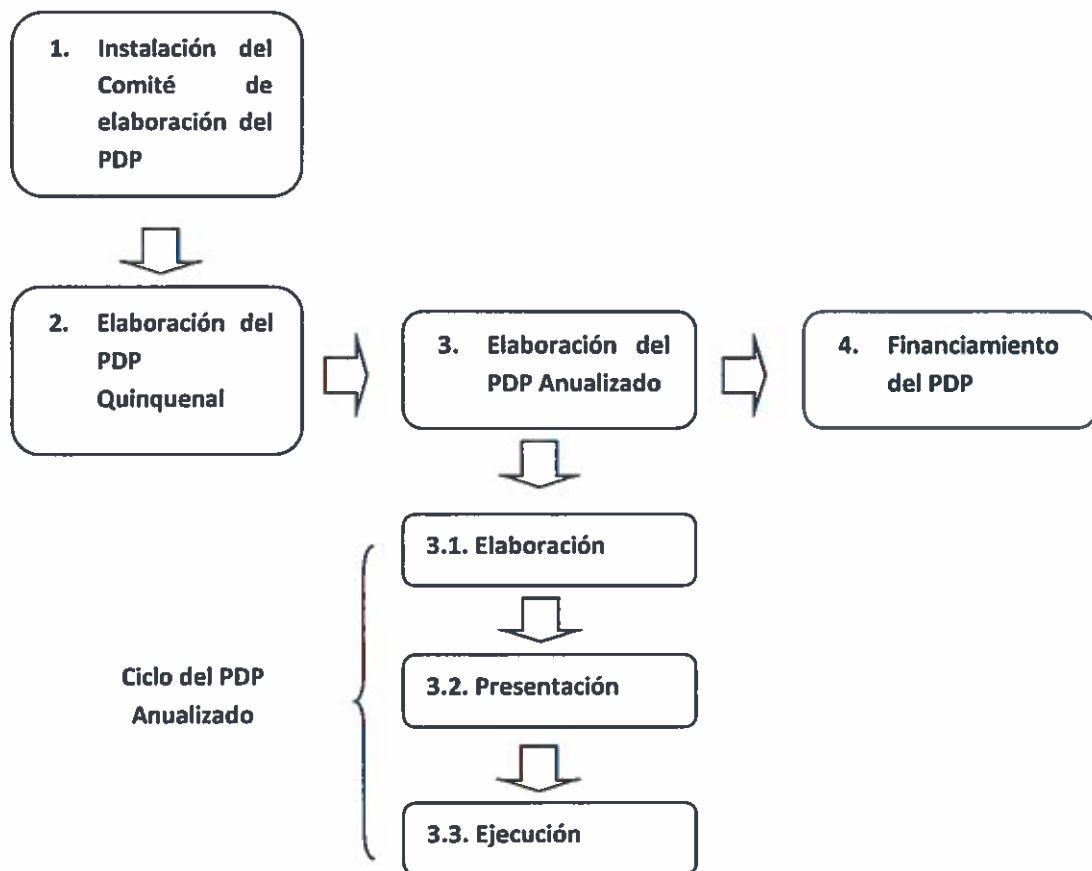 1. Instalación del
Comité de
elaboración del
PDP
2. Elaboración del
PDP
Quinquenal
3. Elaboración del
PDP Anualizado
4. Financiamiento
del PDP
3.1. Elaboración
3.2. Presentación
Ciclo del PDP
Anualizado
3.3. Ejecución